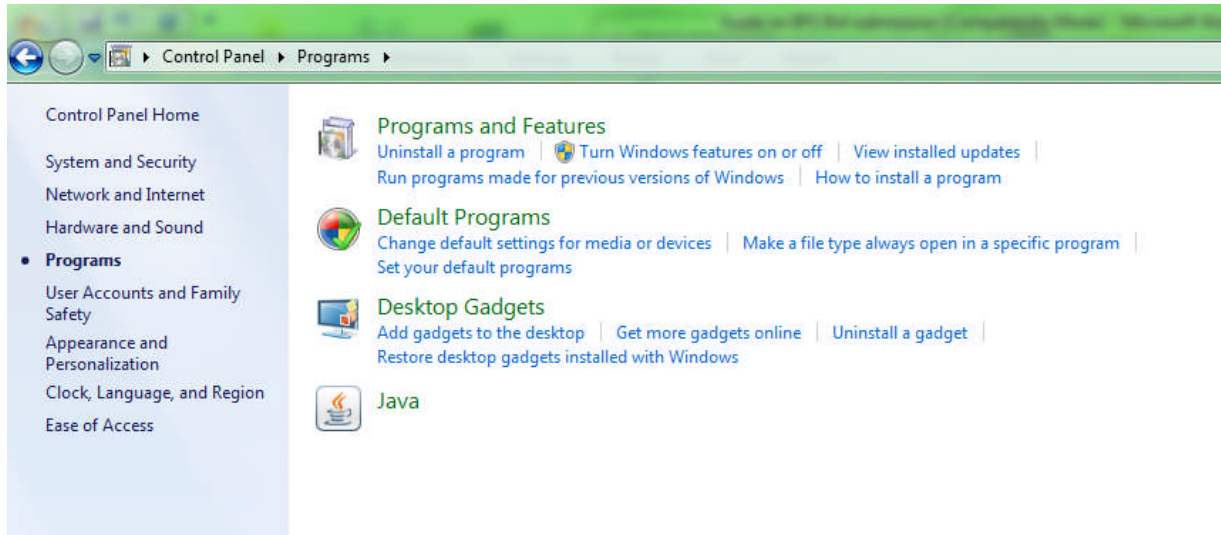 Control Panel Programs
Control Panel Home
System and Security
Network and Internet
Hardware and Sound
Programs
User Accounts and Family
Safety
Appearance and
Personalization
Clock, Language, and Region
Ease of Access
Programs and Features
Uninstall a program Turn Windows features on or off View installed updates
Run programs made for previous versions of Windows How to install a program
Default Programs
Change default settings for media or devices Make a file type always open in a specific program
Set your default programs
Desktop Gadgets
Add gadgets to the desktop Get more gadgets online Uninstall a gadget
Restore desktop gadgets installed with Windows
Java